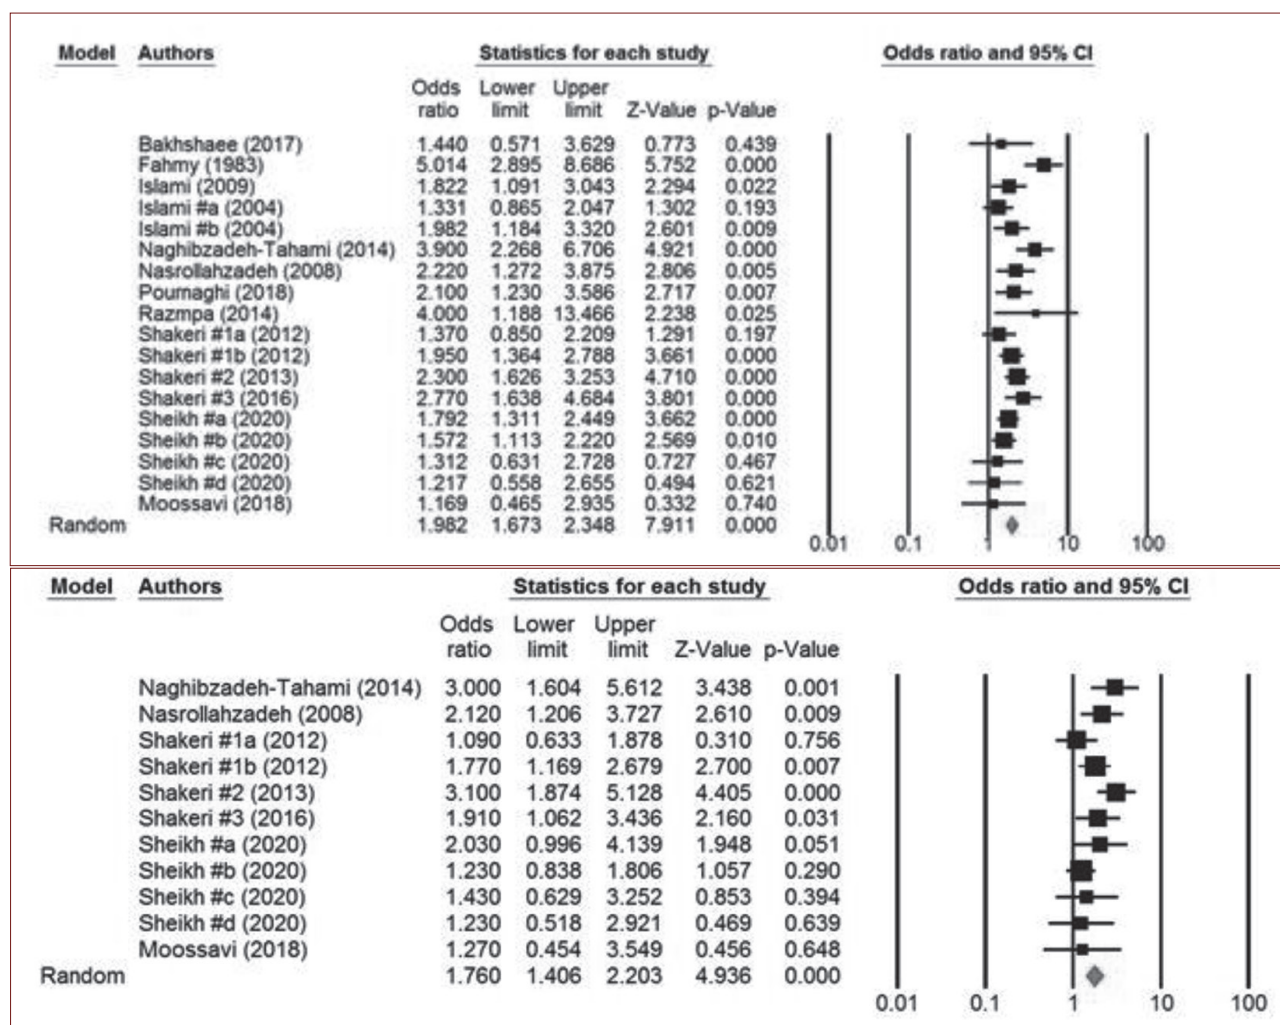 Model Authors Statistics for each study Odds ratio and 95% CI
Odds Lower Upper
ratio limit limit Z-Value p-Value
Bakhshaee (2017) 1.440 0.571 3.629 0.773 0.439
Fahmy (1983) 5.014 2.895 8.686 5.752 0.000
Islami (2009) 1.822 1.091 3.043 2.294 0.022
Islami #a (2004) 1.331 0.865 2.047 1.302 0.193
Islami #b (2004) 1.982 1.184 3.320 2.601 0.009
Naghibzadeh-Tahami (2014) 3.900 2.268 6.706 4.921 0.000
Nasrollahzadeh (2008) 2.220 1.272 3.875 2.806 0.005
Pournaghi (2018) 2.100 1.230 3.586 2.717 0.007
Razmpa (2014) 4.000 1.188 13.466 2.238 0.025
Shakeri #1a (2012) 1.370 0.850 2.209 1.291 0.197
Shakeri #1b (2012) 1.950 1.364 2.788 3.661 0.000
Shakeri #2 (2013) 2.300 1.626 3.253 4.710 0.000
Shakeri #3 (2016) 2.770 1.638 4.684 3.801 0.000
Sheikh #a (2020) 1.792 1.311 2.449 3.662 0.000
Sheikh #b (2020) 1.572 1.113 2.220 2.569 0.010
Sheikh #c (2020) 1.312 0.631 2.728 0.727 0.467
Sheikh #d (2020) 1.217 0.558 2.655 0.494 0.621
Moossavi (2018) 1.169 0.465 2.935 0.332 0.740
Random 1.982 1.673 2.348 7.911 0.000
0.01 0.1 1 10 100
Model Authors Statistics for each study Odds ratio and 95% CI
Odds Lower Upper
ratio limit limit Z-Value p-Value
Naghibzadeh-Tahami (2014) 3.000 1.604 5.612 3.438 0.001
Nasrollahzadeh (2008) 2.120 1.206 3.727 2.610 0.009
Shakeri #1a (2012) 1.090 0.633 1.878 0.310 0.756
Shakeri #1b (2012) 1.770 1.169 2.679 2.700 0.007
Shakeri #2 (2013) 3.100 1.874 5.128 4.405 0.000
Shakeri #3 (2016) 1.910 1.062 3.436 2.160 0.031
Sheikh #a (2020) 2.030 0.996 4.139 1.948 0.051
Sheikh #b (2020) 1.230 0.838 1.806 1.057 0.290
Sheikh #c (2020) 1.430 0.629 3.252 0.853 0.394
Sheikh #d (2020) 1.230 0.518 2.921 0.469 0.639
Moossavi (2018) 1.270 0.454 3.549 0.456 0.648
Random 1.760 1.406 2.203 4.936 0.000
0.01 0.1 1 10 100